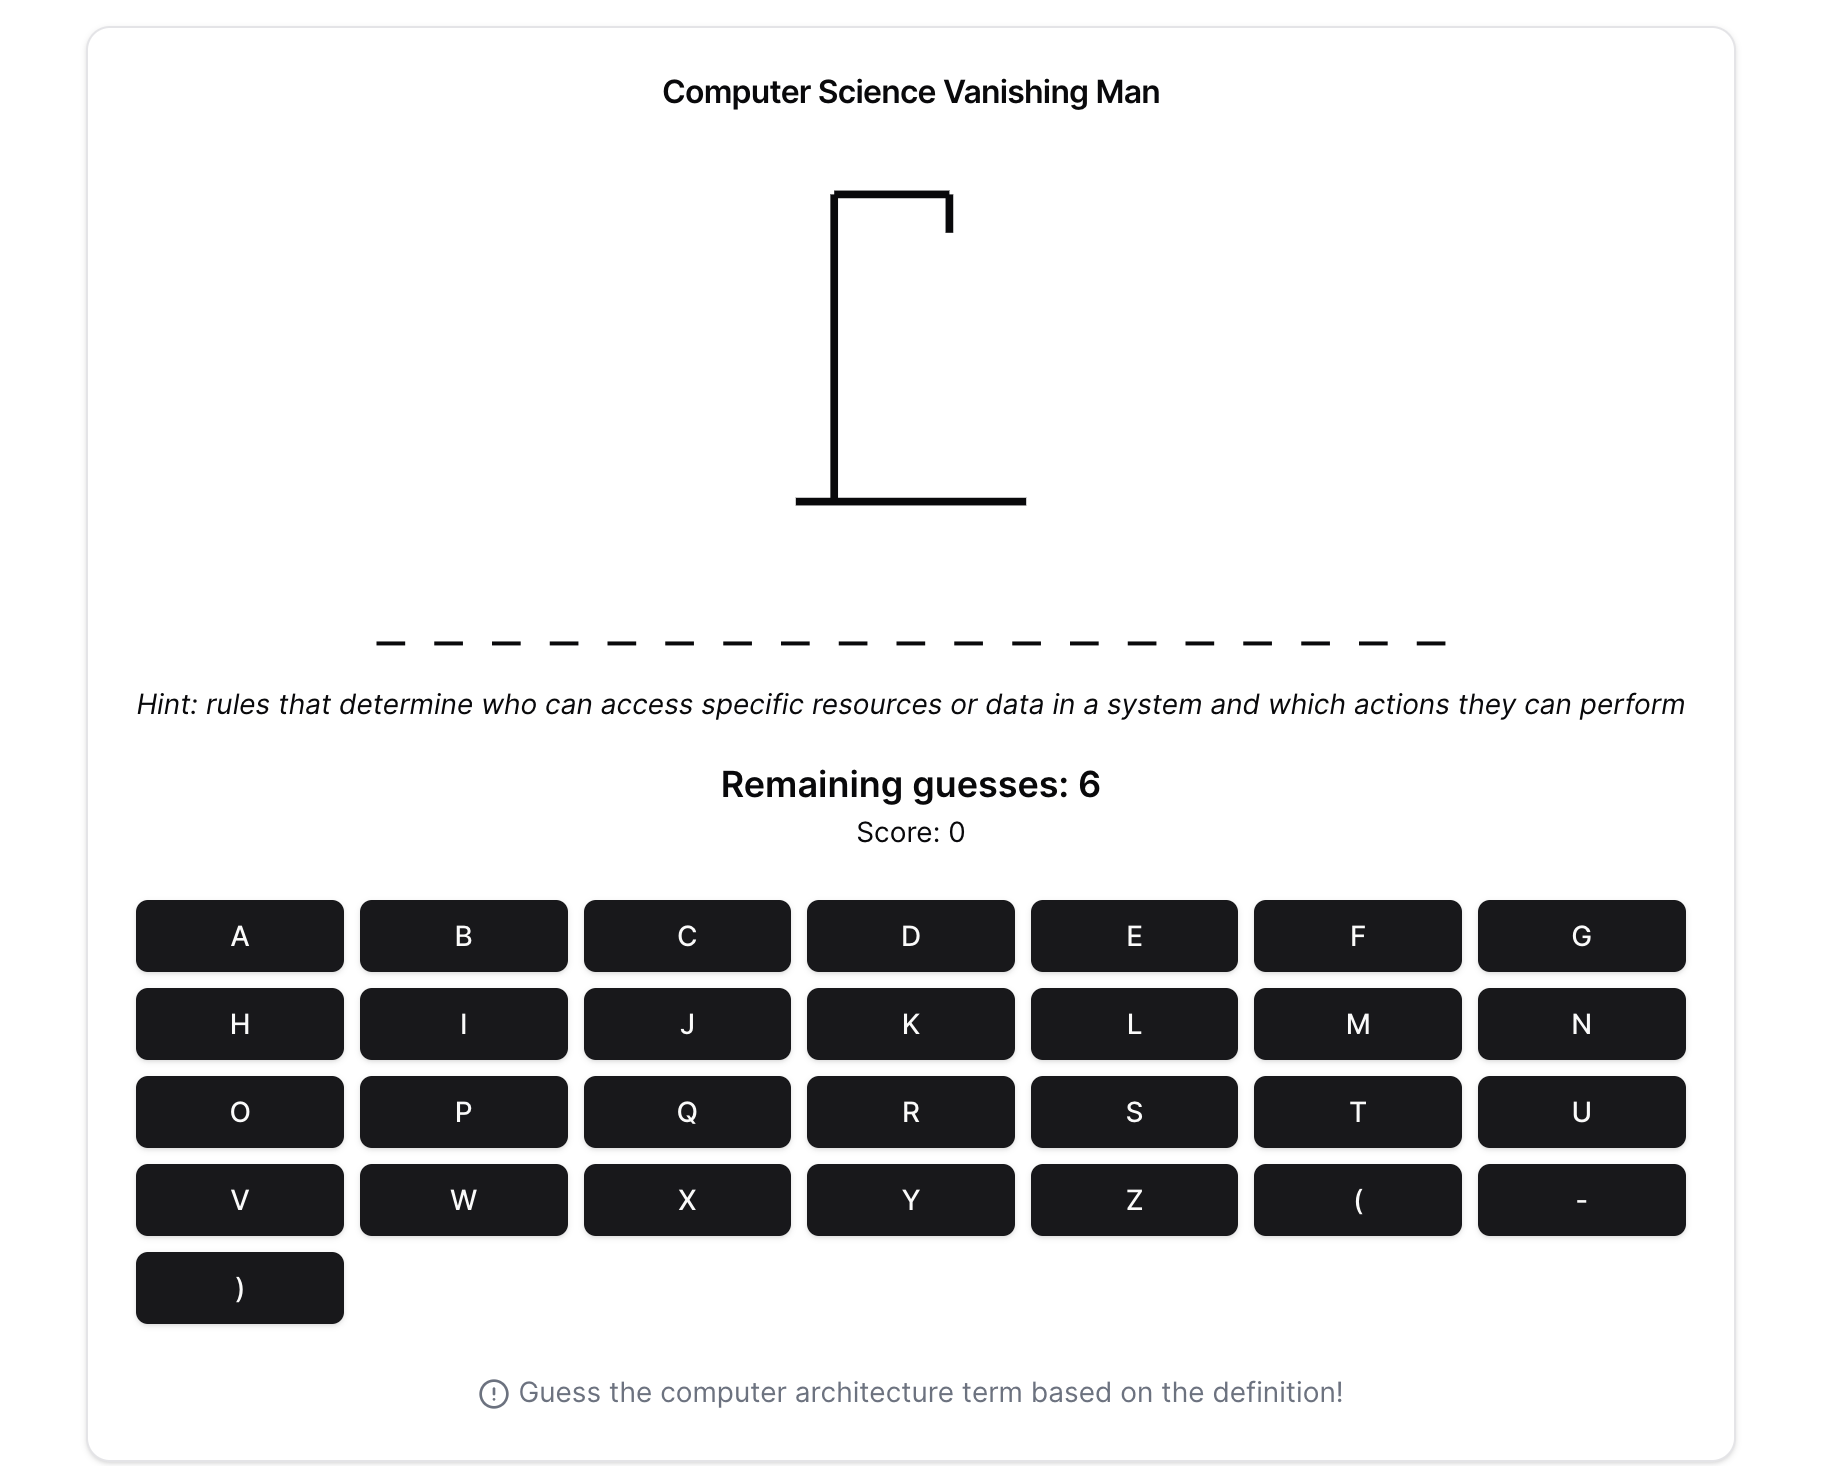 Computer Science Vanishing Man
_ _ _ _ _ _ _ _ _ _ _ _ _ _ _ _ _ _ _
Hint: rules that determine who can access specific resources or data in a system and which actions they can perform
Remaining guesses: 6
Score: 0
A B C D E F G
H I J K L M N
O P Q R S T U
V W X Y Z ( -
)
Guess the computer architecture term based on the definition!